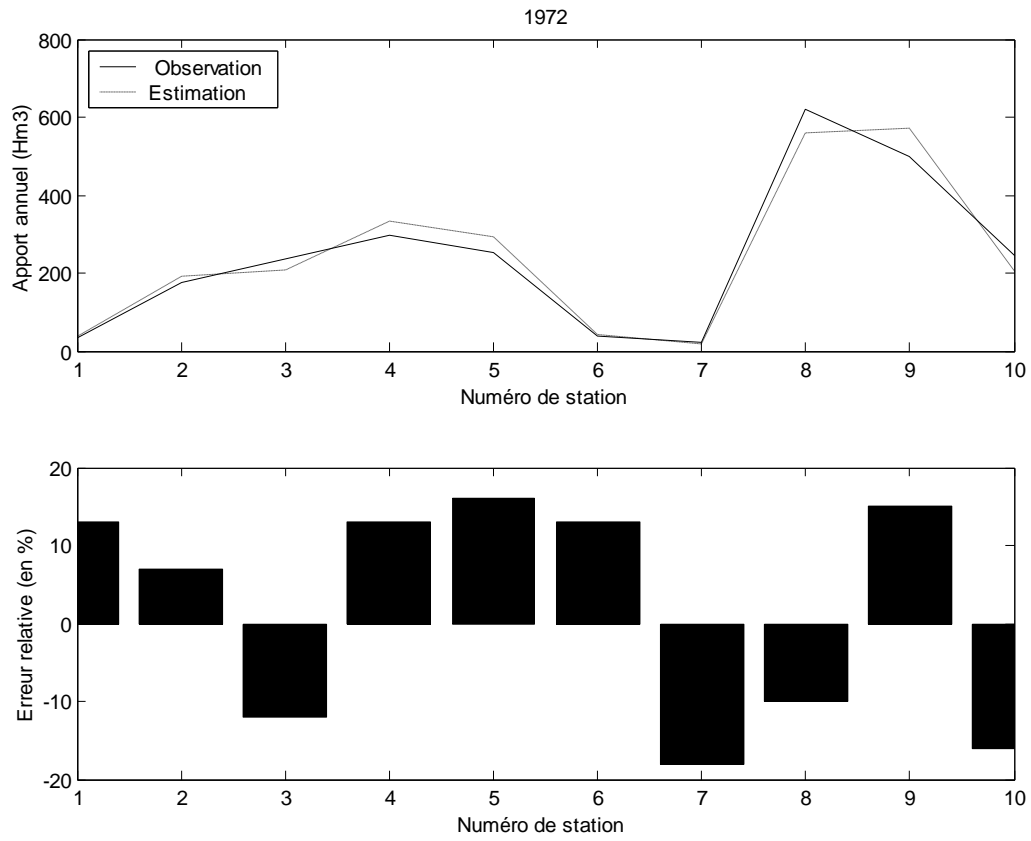 1972
800
600
400
200
0
Apport annuel (Hm3)
Observation
Estimation
1 2 3 4 5 6 7 8 9 10
Numéro de station
20
10
0
-10
-20
Erreur relative (en %)
1 2 3 4 5 6 7 8 9 10
Numéro de station